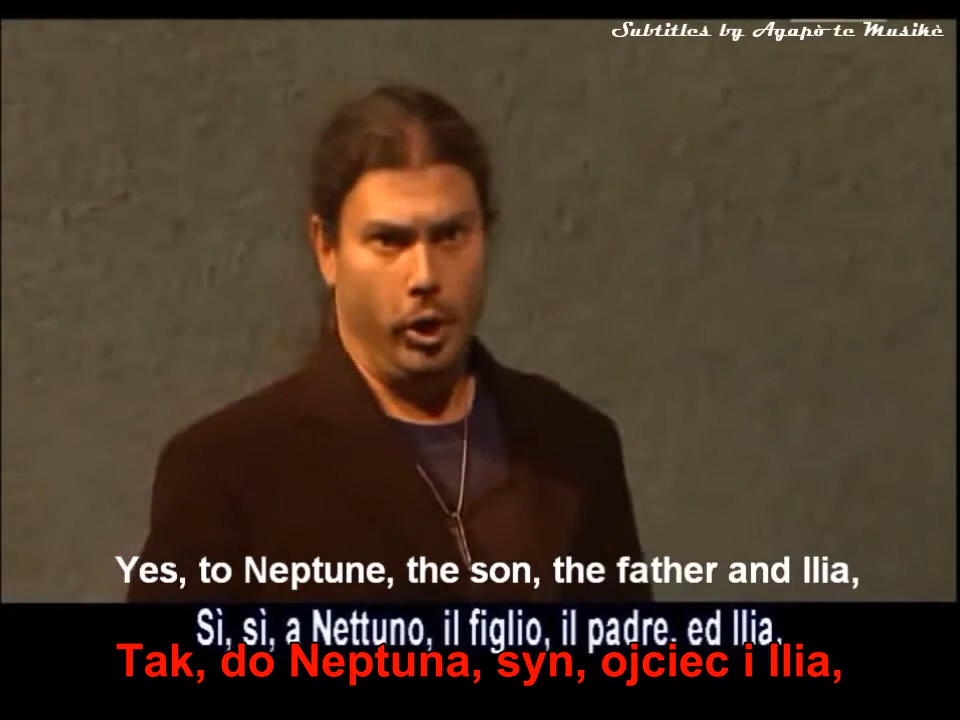 Subtitles by Agapò te Musikè
Yes, to Neptune, the son, the father and Ilia,
Sì, sì, a Nettuno, il figlio, il padre, ed Ilia,
Tak, do Neptuna, syn, ojciec i Ilia,